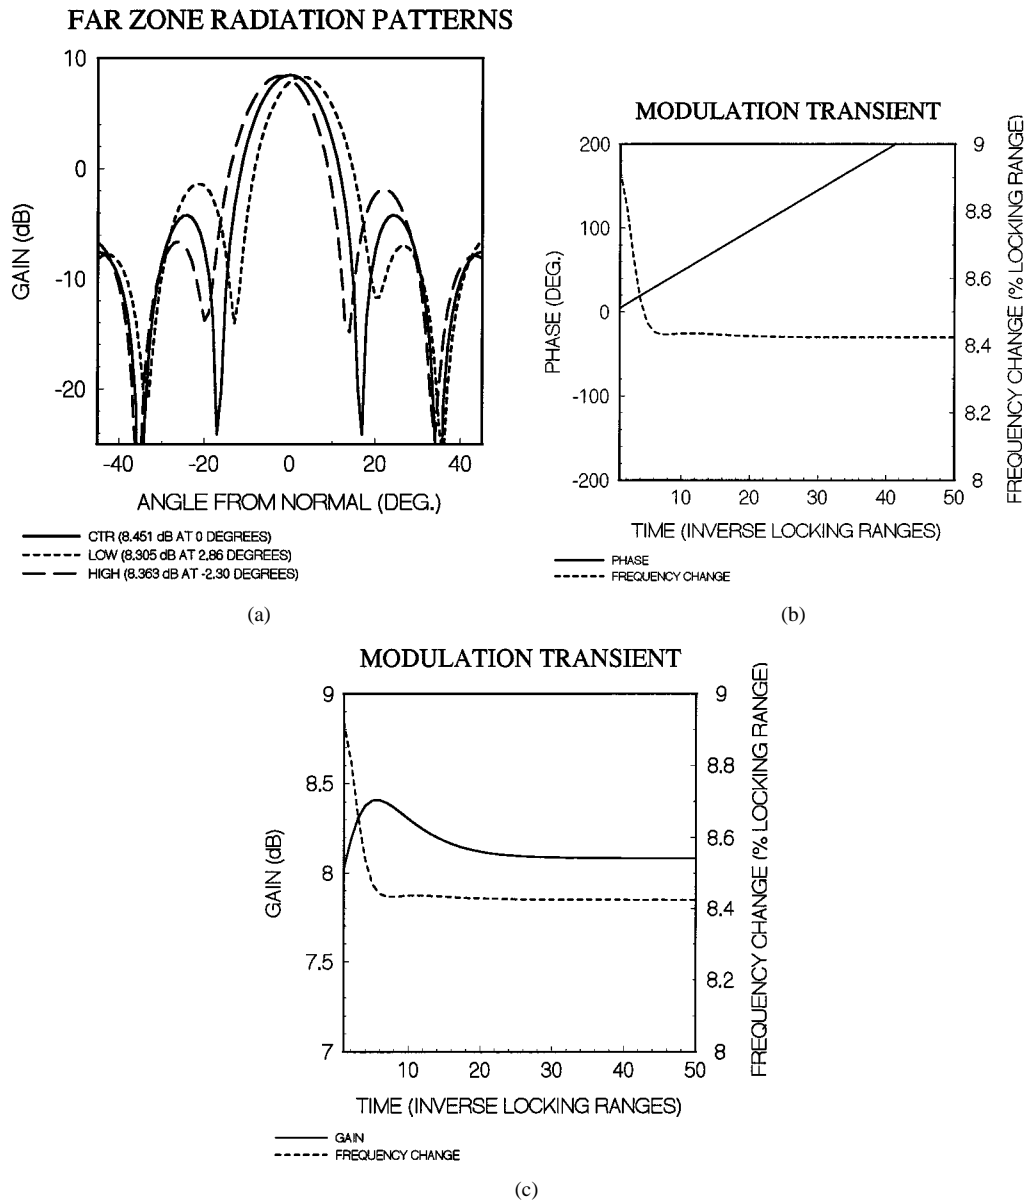 FAR ZONE RADIATION PATTERNS
10
0
-10
-20
GAIN (dB)
-40
-20
0
20
40
ANGLE FROM NORMAL (DEG.)
CTR (8.451 dB AT 0 DEGREES)
LOW (8.305 dB AT 2.86 DEGREES)
HIGH (8.363 dB AT -2.30 DEGREES)
(a)
MODULATION TRANSIENT
200
100
0
-100
-200
PHASE (DEG.)
9
8.8
8.6
8.4
8.2
8
FREQUENCY CHANGE (% LOCKING RANGE)
10
20
30
40
50
TIME (INVERSE LOCKING RANGES)
PHASE
FREQUENCY CHANGE
(b)
MODULATION TRANSIENT
9
8.5
8
7.5
7
GAIN (dB)
9
8.8
8.6
8.4
8.2
8
FREQUENCY CHANGE (% LOCKING RANGE)
10
20
30
40
50
TIME (INVERSE LOCKING RANGES)
GAIN
FREQUENCY CHANGE
(c)